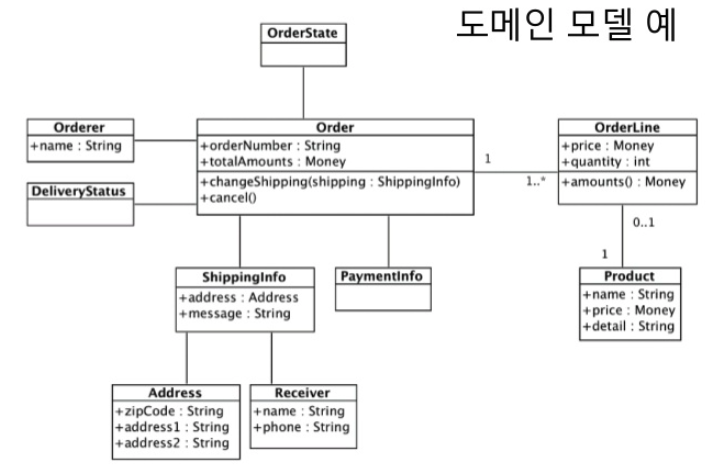 도메인 모델 예
OrderState
Orderer
+name : String
Order
+orderNumber : String
+totalAmounts : Money
+changeShipping(shipping : ShippingInfo)
+cancel()
1
1..*
OrderLine
+price : Money
+quantity : int
+amounts() : Money
DeliveryStatus
0..1
1
ShippingInfo
+address : Address
+message : String
PaymentInfo
Product
+name : String
+price : Money
+detail : String
Address
+zipCode : String
+address1 : String
+address2 : String
Receiver
+name : String
+phone : String